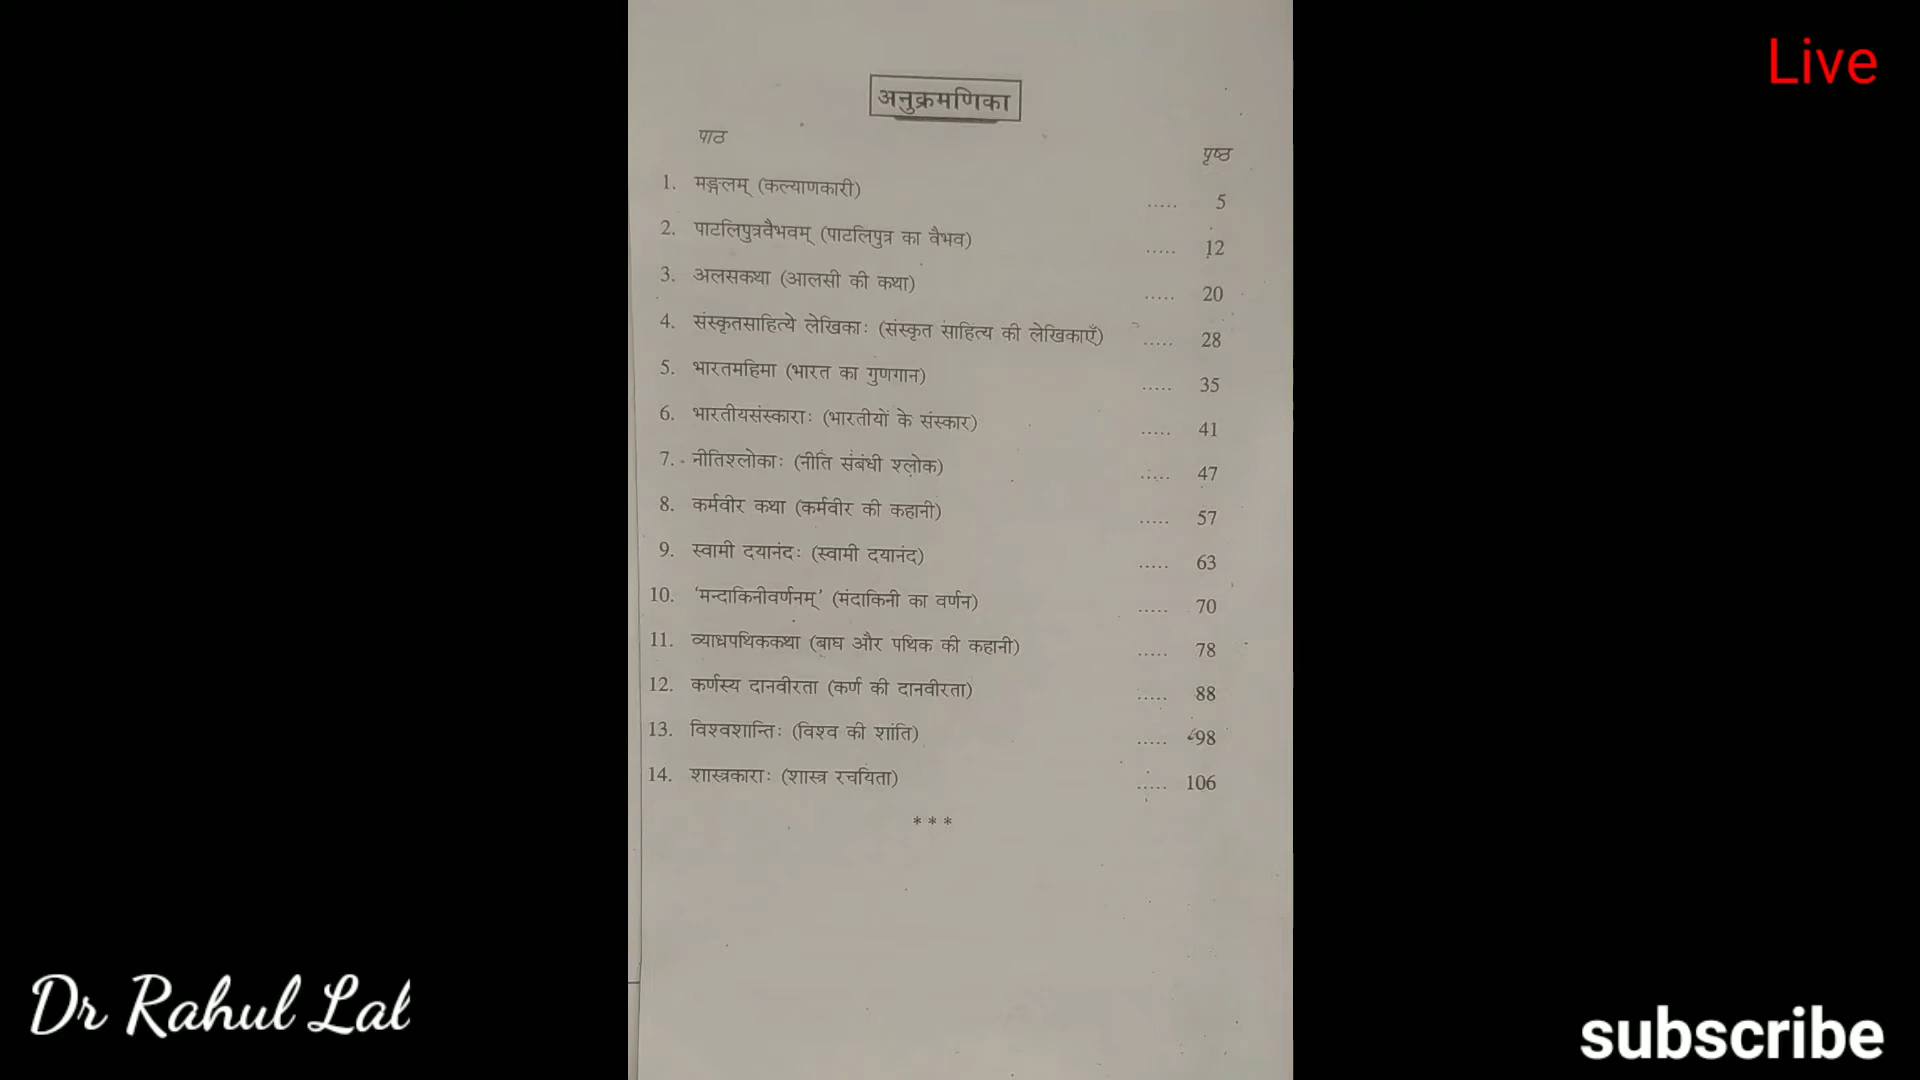 Live
अनुक्रमणिका
पाठ पृष्ठ
1. मङ्गलम् (कल्याणकारी) ..... 5
2. पाटलिपुत्रवैभवम् (पाटलिपुत्र का वैभव) ..... 12
3. अलसकथा (आलसी की कथा) ..... 20
4. संस्कृतसाहित्ये लेखिकाः (संस्कृत साहित्य की लेखिकाएँ) ..... 28
5. भारतमहिमा (भारत का गुणगान) ..... 35
6. भारतीयसंस्काराः (भारतीयों के संस्कार) ..... 41
7. नीतिश्लोकाः (नीति संबंधी श्लोक) ..... 47
8. कर्मवीर कथा (कर्मवीर की कहानी) ..... 57
9. स्वामी दयानंदः (स्वामी दयानंद) ..... 63
10. ‘मन्दाकिनीवर्णनम्’ (मंदाकिनी का वर्णन) ..... 70
11. व्याघ्रपथिककथा (बाघ और पथिक की कहानी) ..... 78
12. कर्णस्य दानवीरता (कर्ण की दानवीरता) ..... 88
13. विश्वशान्तिः (विश्व की शांति) ..... 98
14. शास्त्रकाराः (शास्त्र रचयिता) ..... 106
* * *
Dr Rahul Lal
subscribe